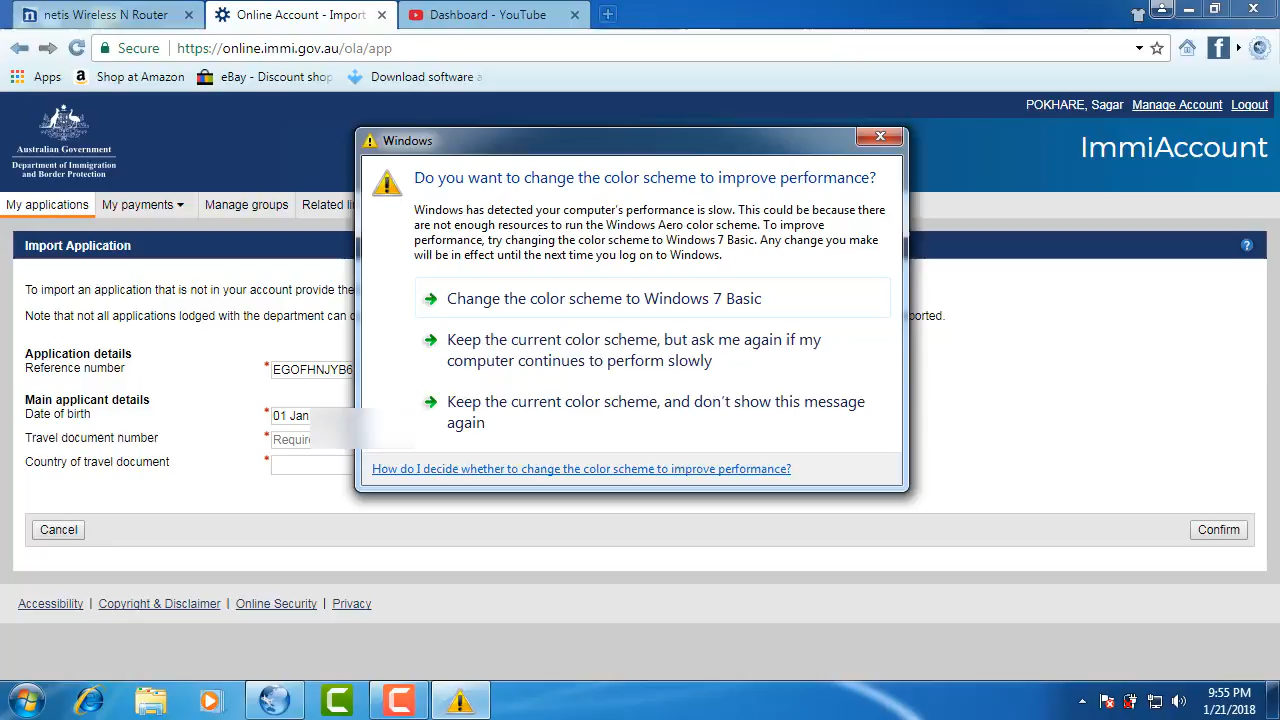 netis Wireless N Router
Online Account - Import
Dashboard - YouTube
Secure
https://online.immi.gov.au/ola/app
Apps
Shop at Amazon
eBay - Discount shop
Download software
POKHARE, Sagar
Manage Account
Logout
Australian Government
Department of Immigration
and Border Protection
ImmiAccount
My applications
My payments
Manage groups
Related
Import Application
To import an application that is not in your account provide the
Note that not all applications lodged with the department can
orted.
Application details
Reference number
* EGOFHNJYB6
Main applicant details
Date of birth
* 01 Jan
Travel document number
* Require
Country of travel document
*
Cancel
Confirm
Accessibility | Copyright & Disclaimer | Online Security | Privacy
Windows
Do you want to change the color scheme to improve performance?
Windows has detected your computer's performance is slow. This could be because there
are not enough resources to run the Windows Aero color scheme. To improve
performance, try changing the color scheme to Windows 7 Basic. Any change you make
will be in effect until the next time you log on to Windows.
Change the color scheme to Windows 7 Basic
Keep the current color scheme, but ask me again if my
computer continues to perform slowly
Keep the current color scheme, and don't show this message
again
How do I decide whether to change the color scheme to improve performance?
9:55 PM
1/21/2018